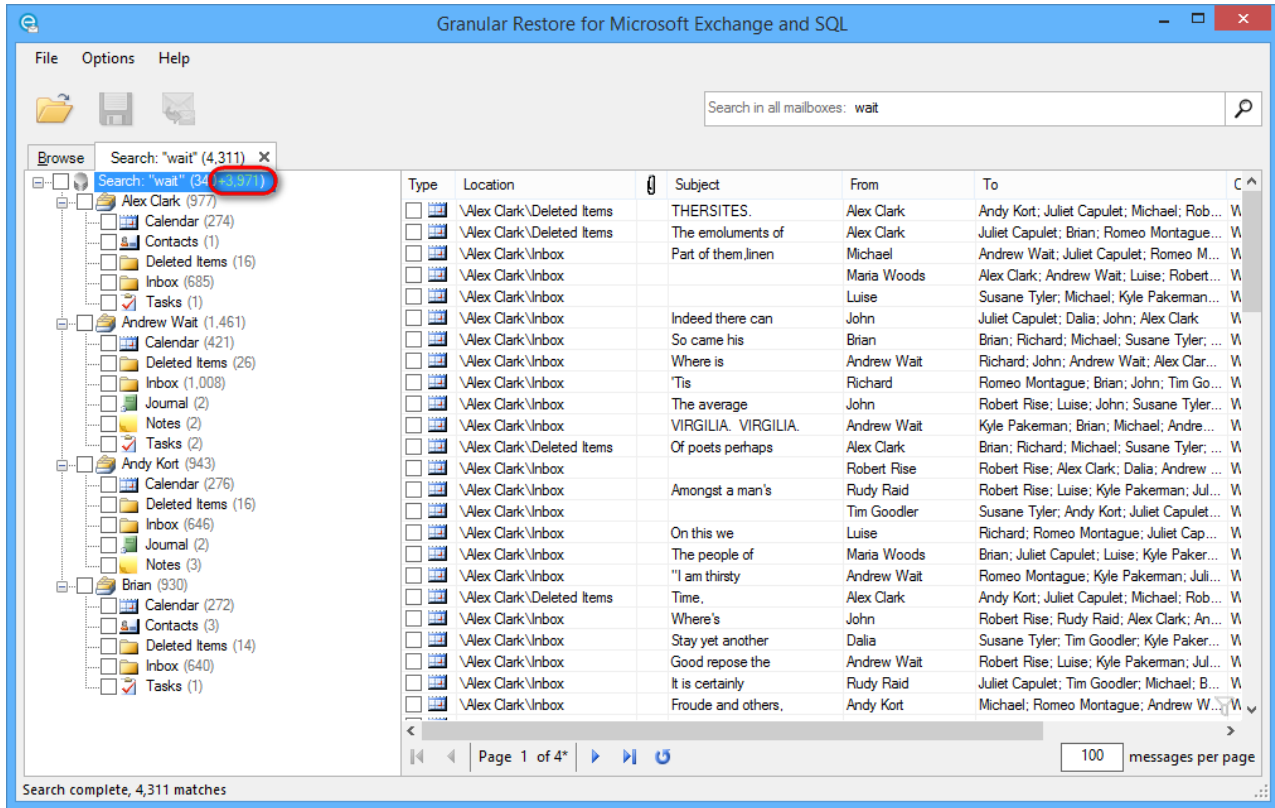 Granular Restore for Microsoft Exchange and SQL
File Options Help
Search in all mailboxes: wait
Browse Search: "wait" (4,311)
Search: "wait" (34 +3,971)
Alex Clark (977)
Calendar (274)
Contacts (1)
Deleted Items (16)
Inbox (685)
Tasks (1)
Andrew Wait (1,461)
Calendar (421)
Deleted Items (26)
Inbox (1,008)
Journal (2)
Notes (2)
Tasks (2)
Andy Kort (943)
Calendar (276)
Deleted Items (16)
Inbox (646)
Journal (2)
Notes (3)
Brian (930)
Calendar (272)
Contacts (3)
Deleted Items (14)
Inbox (640)
Tasks (1)
Type Location Subject From To C
\Alex Clark\Deleted Items THERSITES. Alex Clark Andy Kort; Juliet Capulet; Michael; Rob... W
\Alex Clark\Deleted Items The emoluments of Alex Clark Juliet Capulet; Brian; Romeo Montague... W
\Alex Clark\Inbox Part of them,linen Michael Andrew Wait; Juliet Capulet; Romeo M... W
\Alex Clark\Inbox Maria Woods Alex Clark; Andrew Wait; Luise; Robert... W
\Alex Clark\Inbox Luise Susane Tyler; Michael; Kyle Pakerman... W
\Alex Clark\Inbox Indeed there can John Juliet Capulet; Dalia; John; Alex Clark W
\Alex Clark\Inbox So came his Brian Brian; Richard; Michael; Susane Tyler; ... W
\Alex Clark\Inbox Where is Andrew Wait Richard; John; Andrew Wait; Alex Clar... W
\Alex Clark\Inbox 'Tis Richard Romeo Montague; Brian; John; Tim Go... W
\Alex Clark\Inbox The average John Robert Rise; Luise; John; Susane Tyler... W
\Alex Clark\Inbox VIRGILIA. VIRGILIA. Andrew Wait Kyle Pakerman; Brian; Michael; Andre... W
\Alex Clark\Deleted Items Of poets perhaps Alex Clark Brian; Richard; Michael; Susane Tyler; ... W
\Alex Clark\Inbox Robert Rise Robert Rise; Alex Clark; Dalia; Andrew ... W
\Alex Clark\Inbox Amongst a man's Rudy Raid Robert Rise; Luise; Kyle Pakerman; Jul... W
\Alex Clark\Inbox Tim Goodler Susane Tyler; Andy Kort; Juliet Capulet... W
\Alex Clark\Inbox On this we Luise Richard; Romeo Montague; Juliet Cap... W
\Alex Clark\Inbox The people of Maria Woods Brian; Juliet Capulet; Luise; Kyle Paker... W
\Alex Clark\Inbox "I am thirsty Andrew Wait Romeo Montague; Kyle Pakerman; Juli... W
\Alex Clark\Deleted Items Time, Alex Clark Andy Kort; Juliet Capulet; Michael; Rob... W
\Alex Clark\Inbox Where's John Robert Rise; Rudy Raid; Alex Clark; An... W
\Alex Clark\Inbox Stay yet another Dalia Susane Tyler; Tim Goodler; Kyle Paker... W
\Alex Clark\Inbox Good repose the Andrew Wait Robert Rise; Luise; Kyle Pakerman; Jul... W
\Alex Clark\Inbox It is certainly Rudy Raid Juliet Capulet; Tim Goodler; Michael; B... W
\Alex Clark\Inbox Froude and others, Andy Kort Michael; Romeo Montague; Andrew W... W
Page 1 of 4* 100 messages per page
Search complete, 4,311 matches